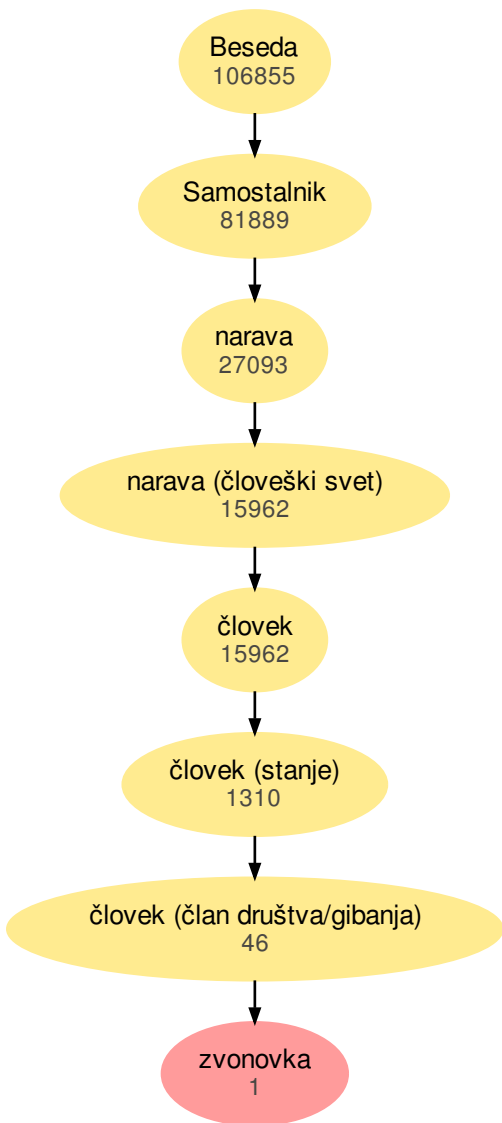 Beseda
106855
Samostalnik
81889
narava
27093
narava (človeški svet)
15962
človek
15962
človek (stanje)
1310
človek (član društva/gibanja)
46
zvonovka
1